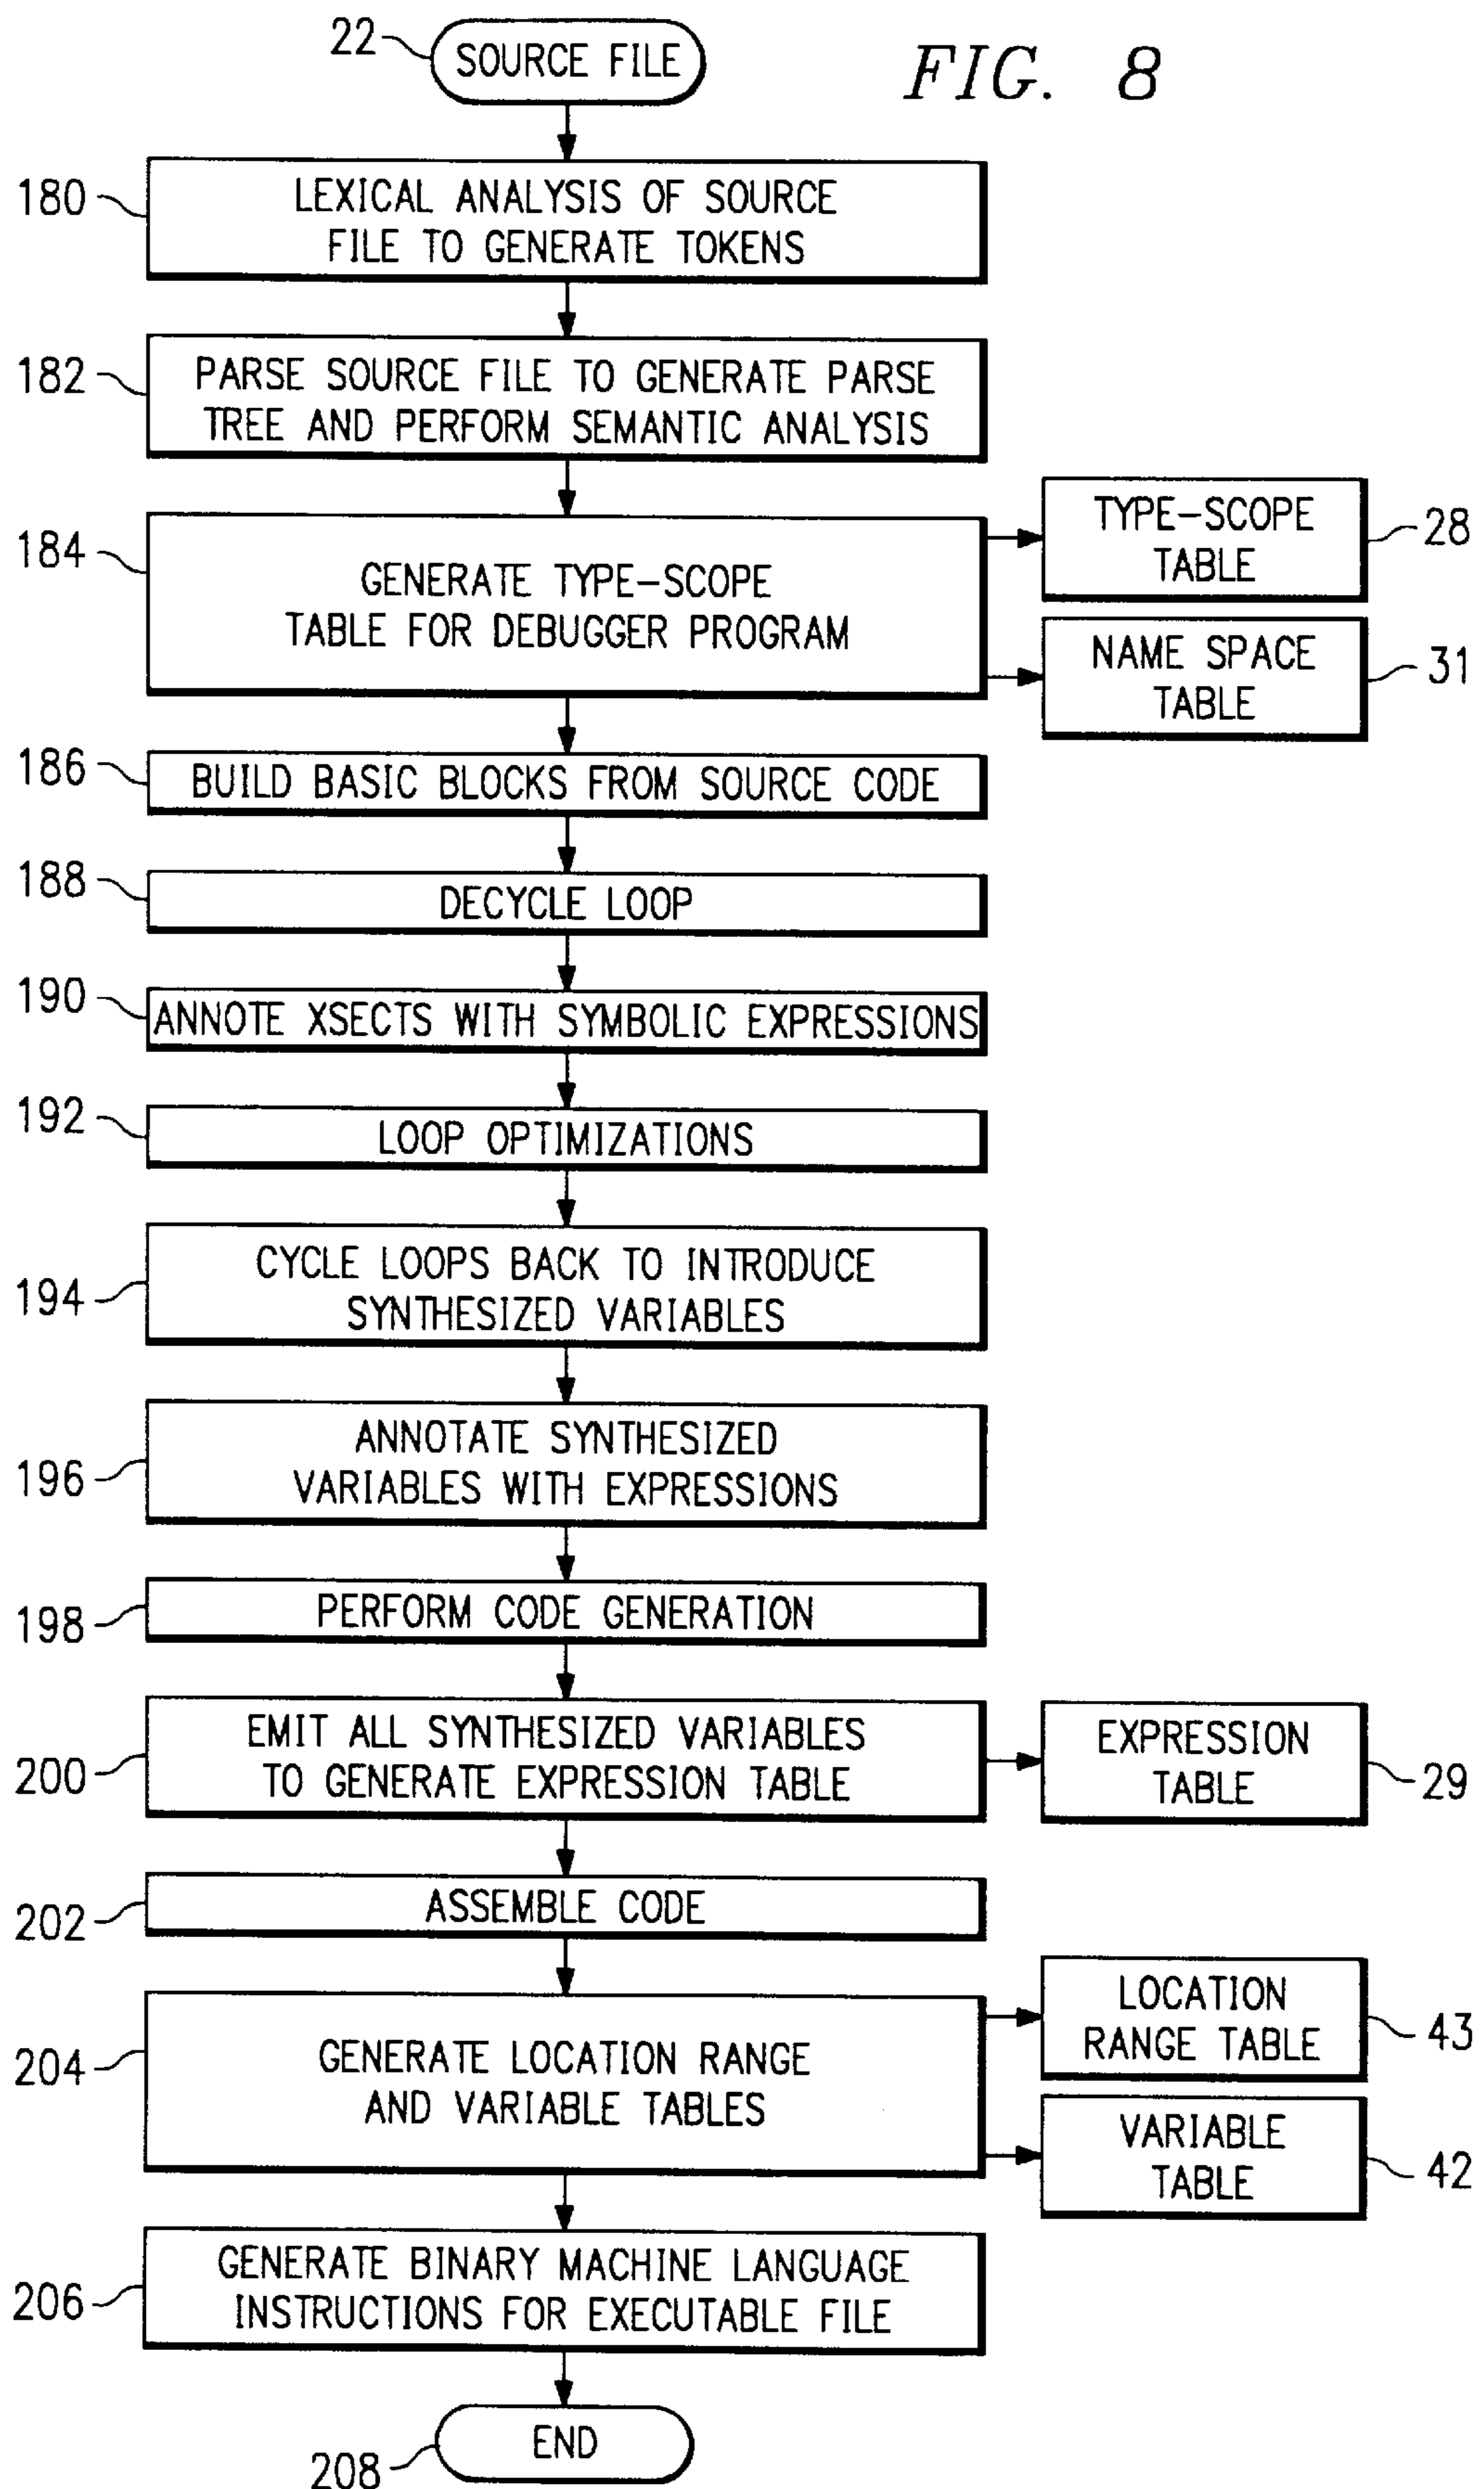 22
SOURCE FILE
FIG. 8
180
LEXICAL ANALYSIS OF SOURCE
FILE TO GENERATE TOKENS
182
PARSE SOURCE FILE TO GENERATE PARSE
TREE AND PERFORM SEMANTIC ANALYSIS
184
GENERATE TYPE-SCOPE
TABLE FOR DEBUGGER PROGRAM
TYPE-SCOPE
TABLE
28
NAME SPACE
TABLE
31
186
BUILD BASIC BLOCKS FROM SOURCE CODE
188
DECYCLE LOOP
190
ANNOTE XSECTS WITH SYMBOLIC EXPRESSIONS
192
LOOP OPTIMIZATIONS
194
CYCLE LOOPS BACK TO INTRODUCE
SYNTHESIZED VARIABLES
196
ANNOTATE SYNTHESIZED
VARIABLES WITH EXPRESSIONS
198
PERFORM CODE GENERATION
200
EMIT ALL SYNTHESIZED VARIABLES
TO GENERATE EXPRESSION TABLE
EXPRESSION
TABLE
29
202
ASSEMBLE CODE
204
GENERATE LOCATION RANGE
AND VARIABLE TABLES
LOCATION
RANGE TABLE
43
VARIABLE
TABLE
42
206
GENERATE BINARY MACHINE LANGUAGE
INSTRUCTIONS FOR EXECUTABLE FILE
208
END